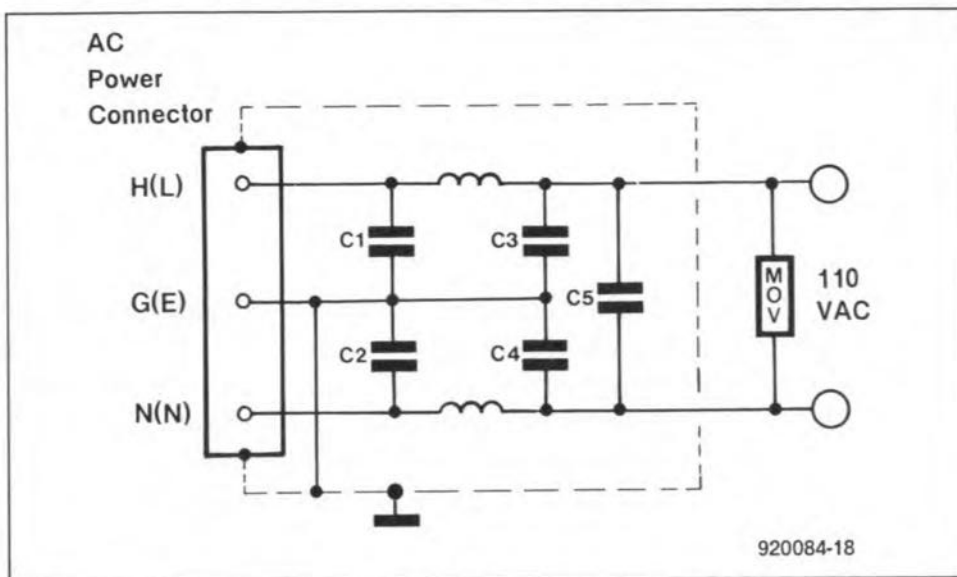 AC
Power
Connector
H(L)
C1
C3
G(E)
C5
MOV
110
VAC
C2
C4
N(N)
920084-18